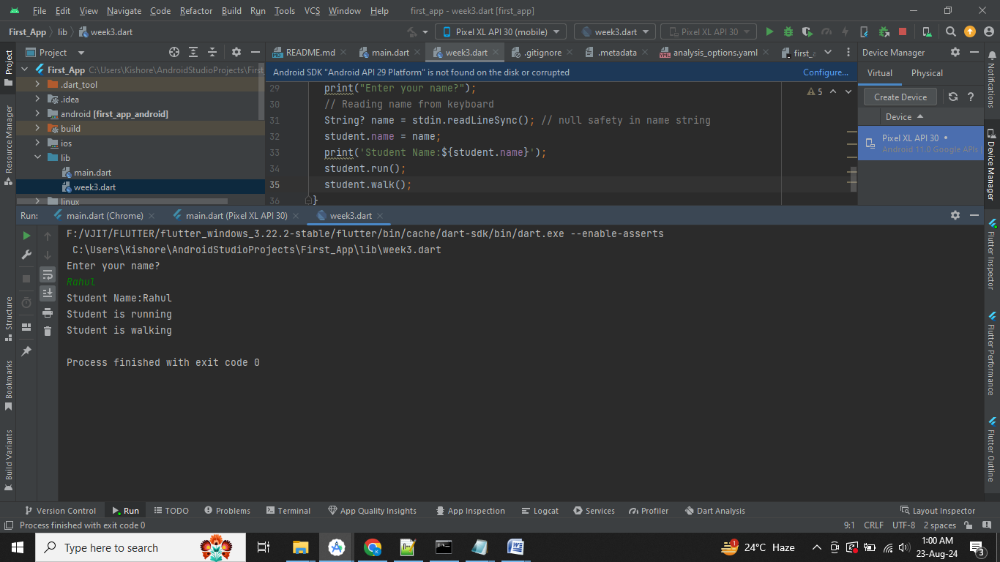 File Edit View Navigate Code Refactor Build Run Tools VCS Window Help first_app - week3.dart [first_app]
First_App lib week3.dart Pixel XL API 30 (mobile) week3.dart Pixel XL API 30
Project README.md main.dart week3.dart .gitignore .metadata analysis_options.yaml first_ Device Manager
First_App C:\Users\Kishore\AndroidStudioProjects\First_
.dart_tool
.idea
android [first_app_android]
build
ios
lib
main.dart
week3.dart
linux
Android SDK "Android API 29 Platform" is not found on the disk or corrupted Configure...
29 print("Enter your name?");
30 // Reading name from keyboard
31 String? name = stdin.readLineSync(); // null safety in name string
32 student.name = name;
33 print('Student Name:${student.name}');
34 student.run();
35 student.walk();
36 }
5
Virtual Physical
Create Device ?
Device
Pixel XL API 30
Android 11.0 Google APIs |
Run: main.dart (Chrome) main.dart (Pixel XL API 30) week3.dart
F:/VJIT/FLUTTER/flutter_windows_3.22.2-stable/flutter/bin/cache/dart-sdk/bin/dart.exe --enable-asserts
C:\Users\Kishore\AndroidStudioProjects\First_App\lib\week3.dart
Enter your name?
Rahul
Student Name:Rahul
Student is running
Student is walking
Process finished with exit code 0
Project
Resource Manager
Structure
Bookmarks
Build Variants
Notifications
Device Manager
Flutter Inspector
Flutter Performance
Flutter Outline
Version Control Run TODO Problems Terminal App Quality Insights App Inspection Logcat Services Profiler Dart Analysis Layout Inspector
Process finished with exit code 0 9:1 CRLF UTF-8 2 spaces
Type here to search 24°C Haze 1:00 AM
23-Aug-24
1
3